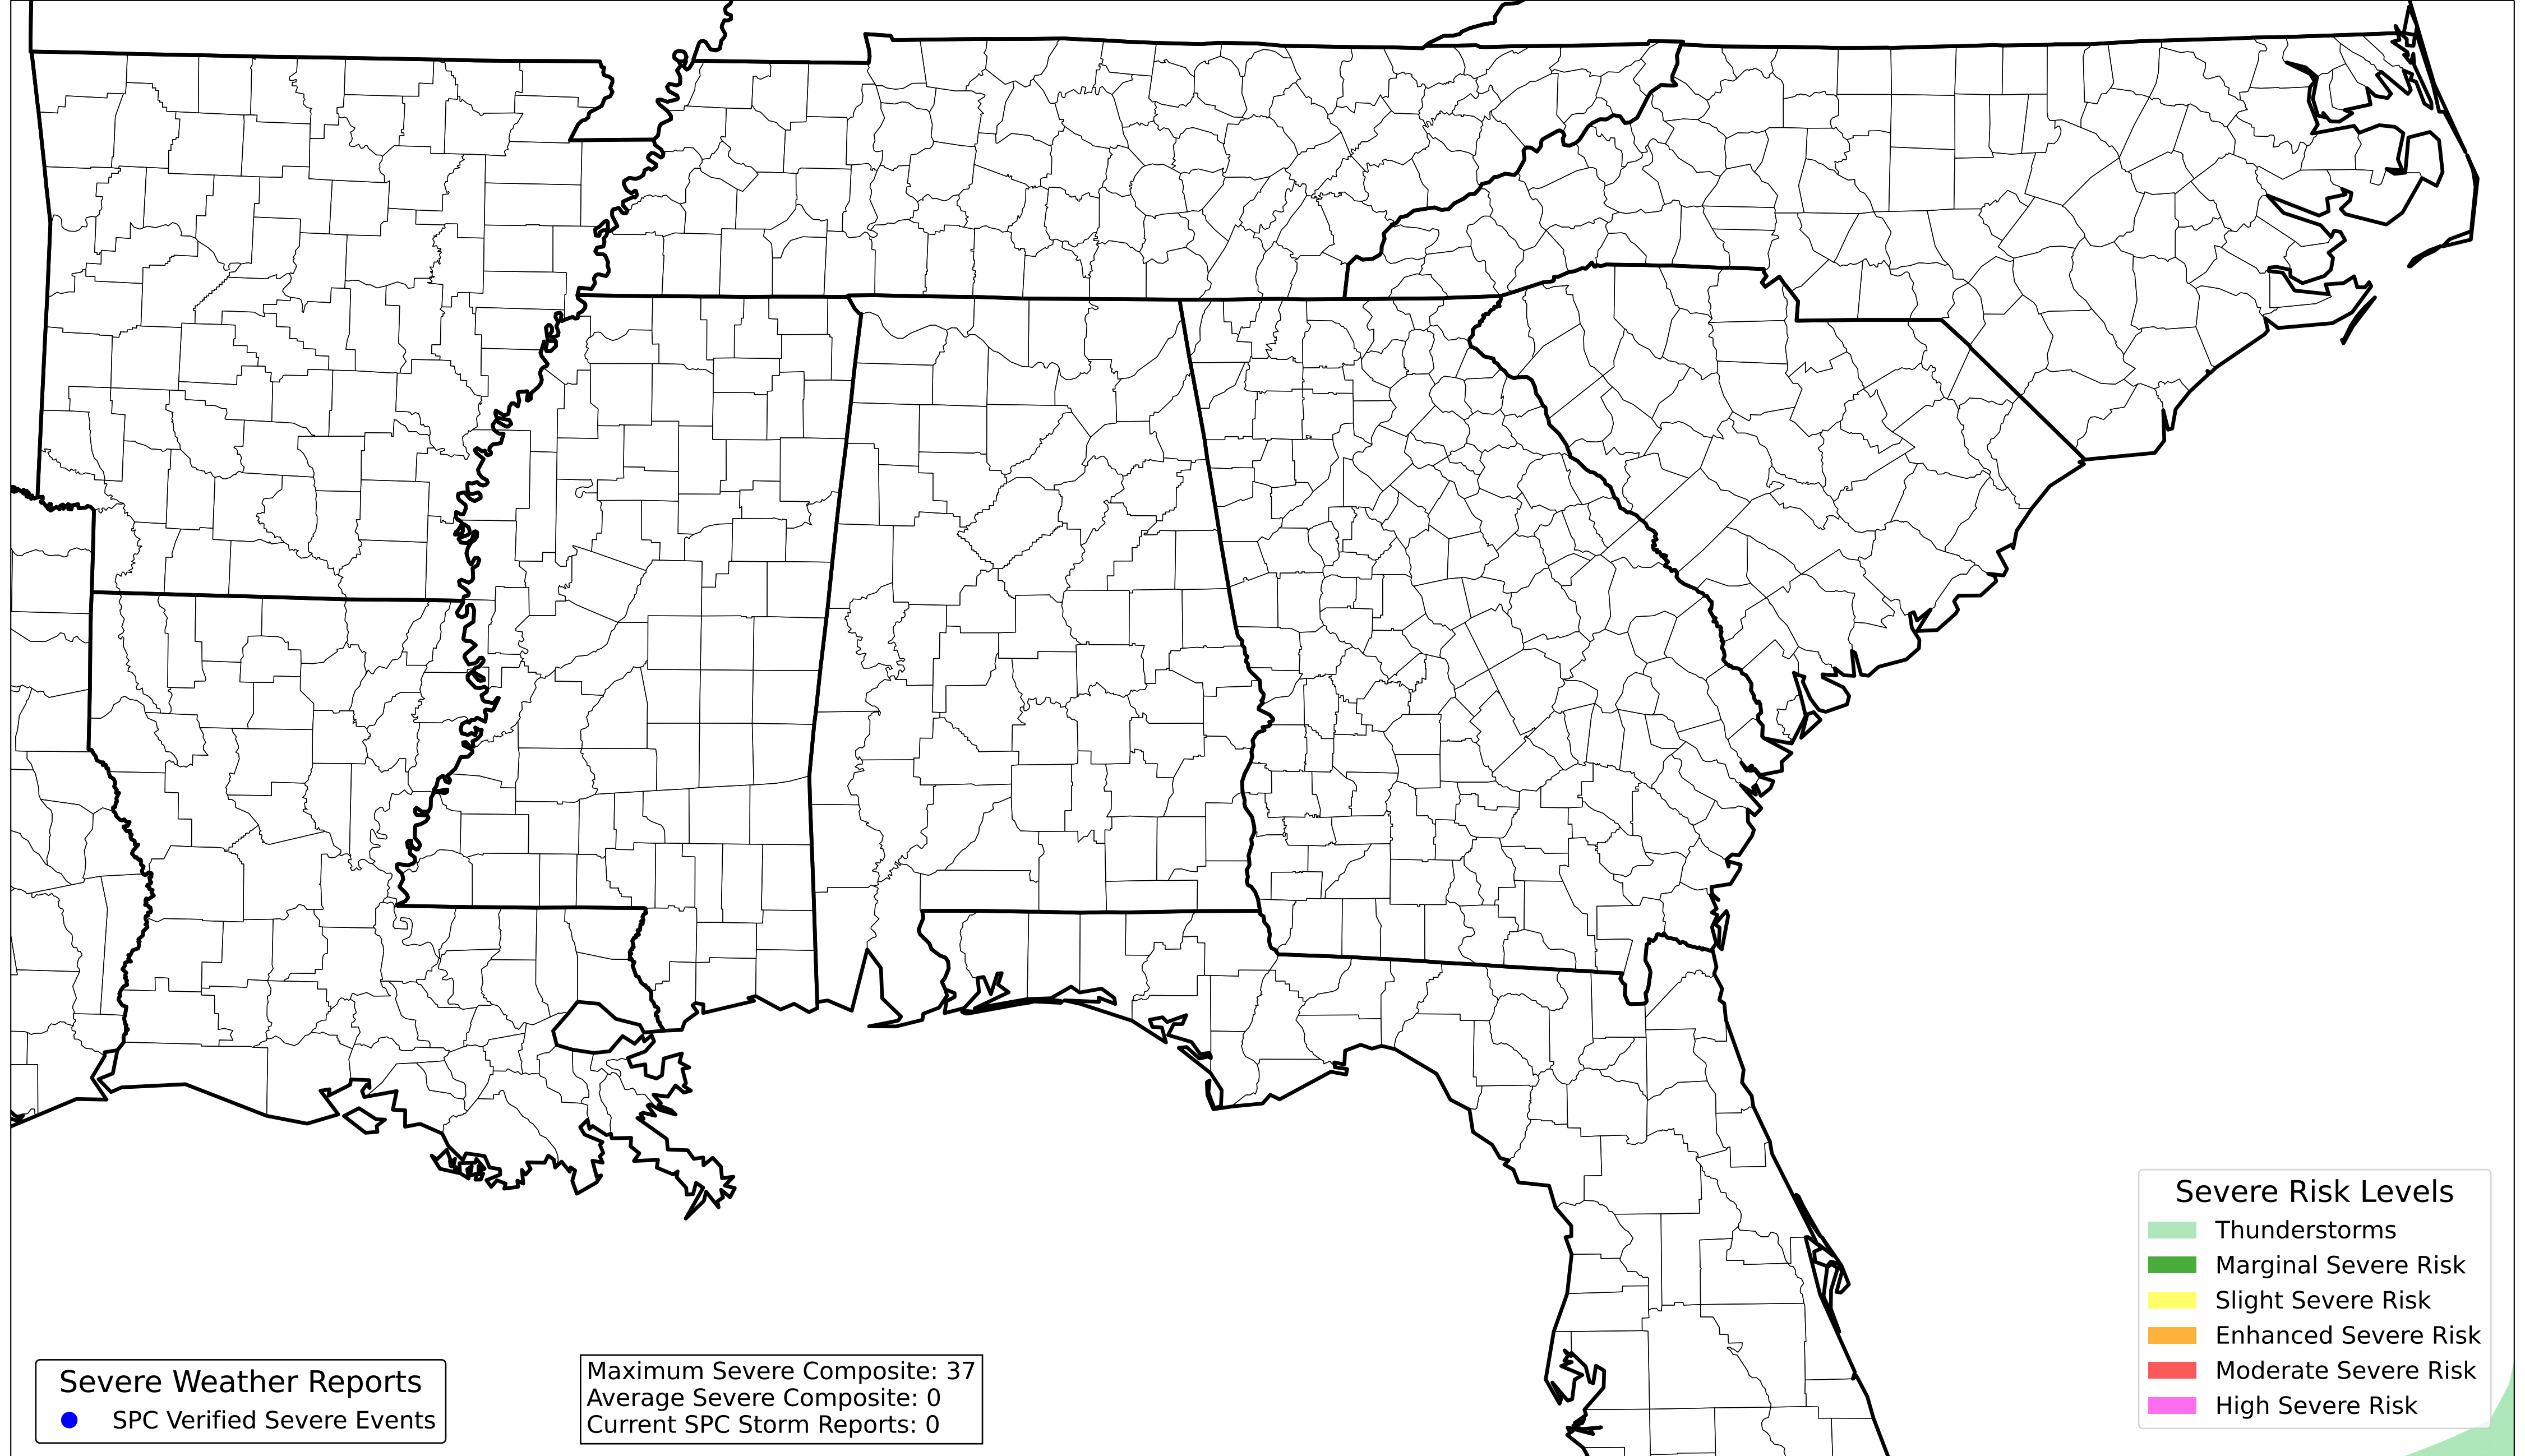 Severe Weather Reports
SPC Verified Severe Events
Maximum Severe Composite: 37
Average Severe Composite: 0
Current SPC Storm Reports: 0
Severe Risk Levels
Thunderstorms
Marginal Severe Risk
Slight Severe Risk
Enhanced Severe Risk
Moderate Severe Risk
High Severe Risk